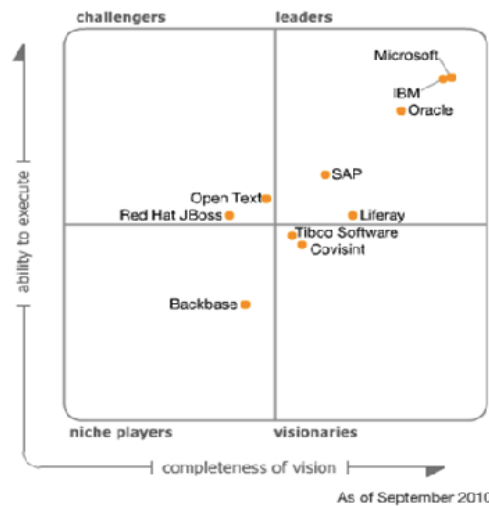 challengers
leaders
Microsoft
IBM
Oracle
SAP
Open Text
Red Hat JBoss
Liferay
Tibco Software
Covisint
Backbase
ability to execute
niche players
visionaries
completeness of vision
As of September 2010